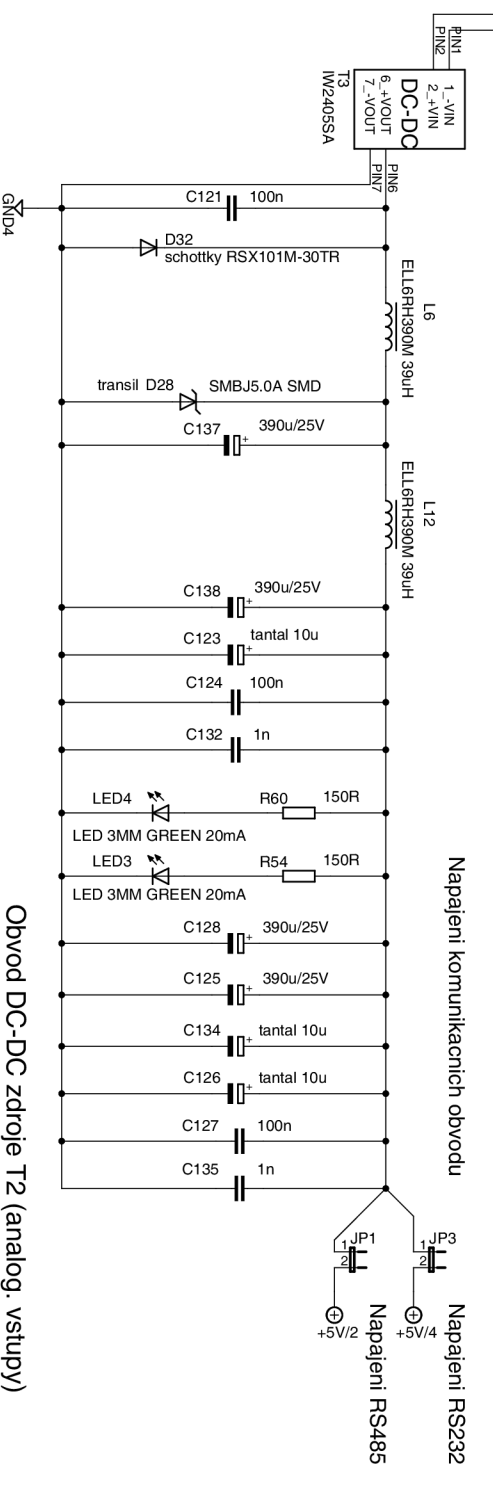 PIN1
PIN2
1_-VIN
2_+VIN
DC-DC
6_+VOUT
7_-VOUT
T3
IW2405SA
PIN6
PIN7
GND4
C121 100n
D32
schottky RSX101M-30TR
L6
ELL6RH390M 39uH
transil D28 SMBJ5.0A SMD
C137 390u/25V
+
L12
ELL6RH390M 39uH
C138 390u/25V
+
C123 tantal 10u
+
C124 100n
C132 1n
LED4 R60 150R
LED 3MM GREEN 20mA
LED3 R54 150R
LED 3MM GREEN 20mA
C128 390u/25V
+
C125 390u/25V
+
C134 tantal 10u
+
C126 tantal 10u
+
C127 100n
C135 1n
Napajeni komunikacnich obvodu
JP1
1
2
JP3
1
2
+5V/2
+5V/4
Napajeni RS232
Napajeni RS485
Obvod DC-DC zdroje T2 (analog. vstupy)